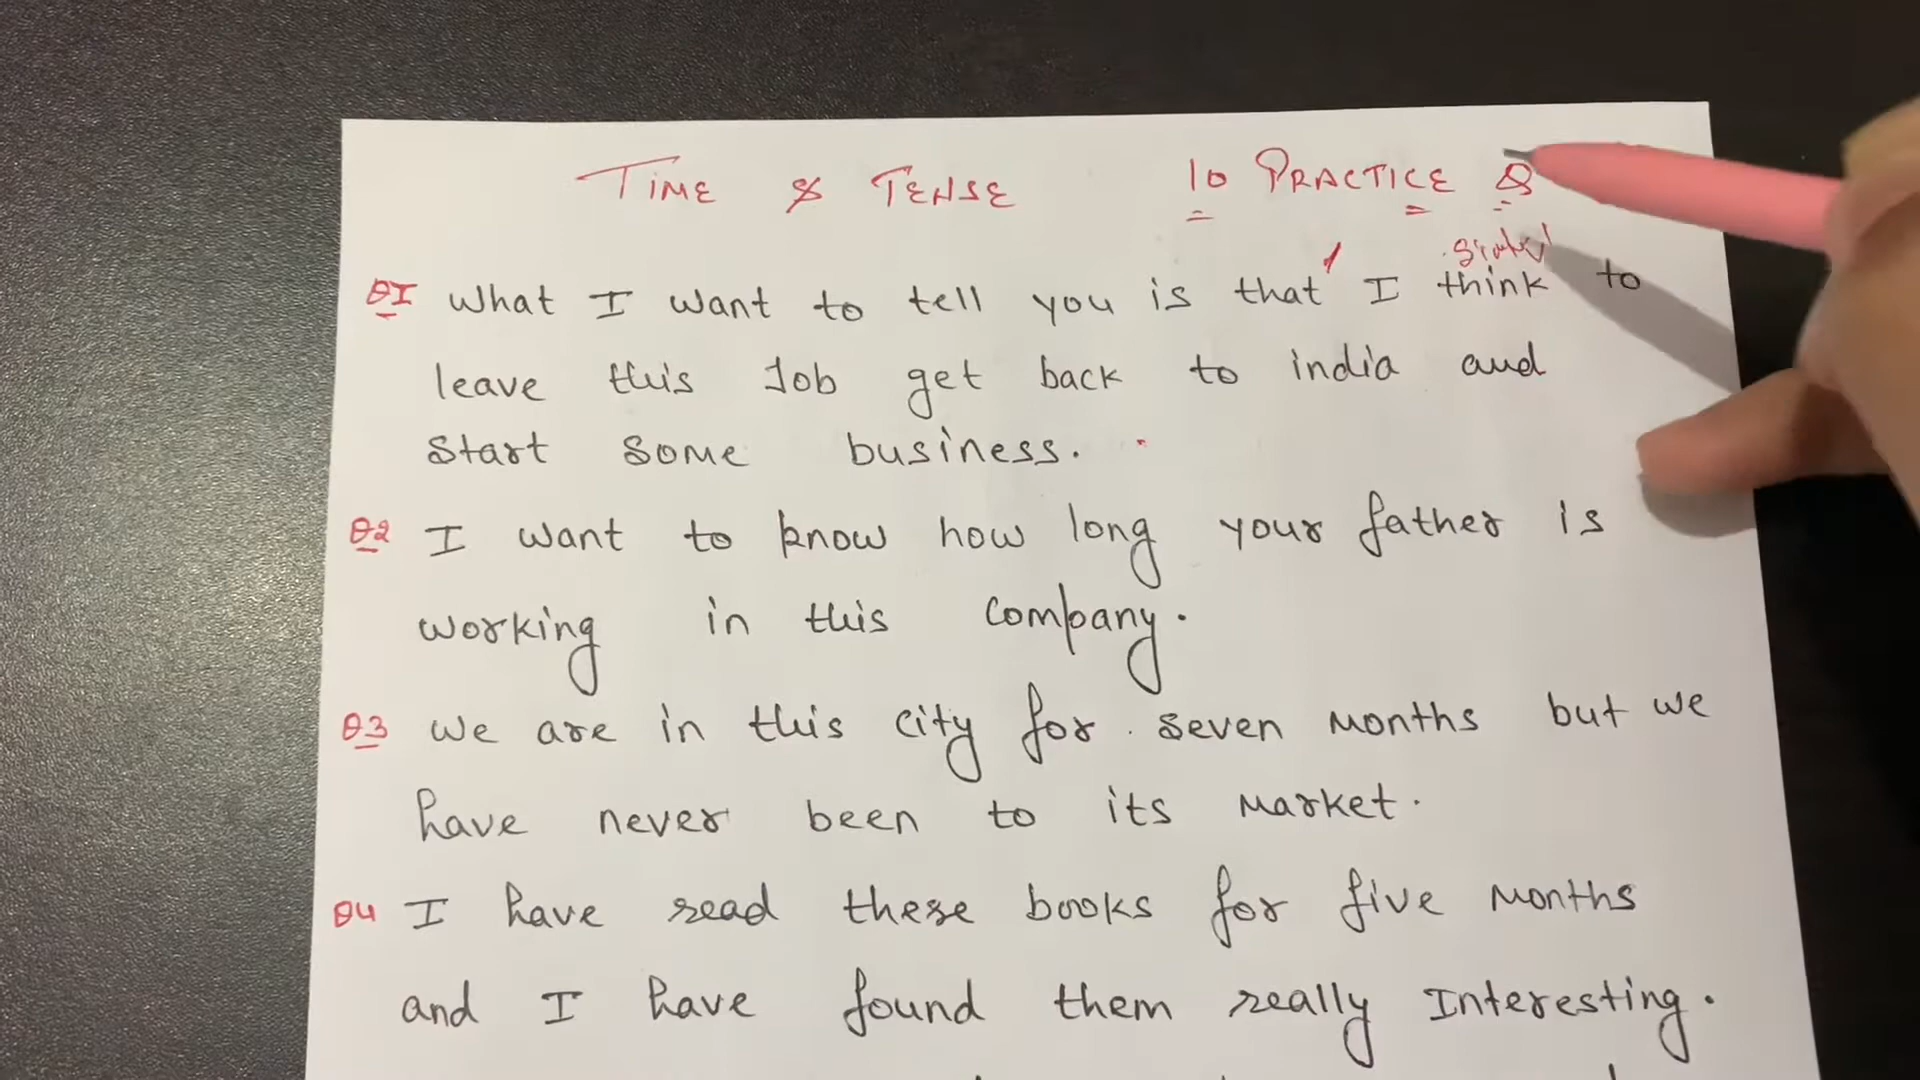 TIME & TENSE 10 PRACTICE Q
Q1 What I want to tell you is that I think to
leave this Job get back to india and
Start some business.
Q2 I want to know how long your father is
working in this company.
Q3 We are in this city for seven months but we
have never been to its market.
Q4 I have read these books for five months
and I have found them really Interesting.